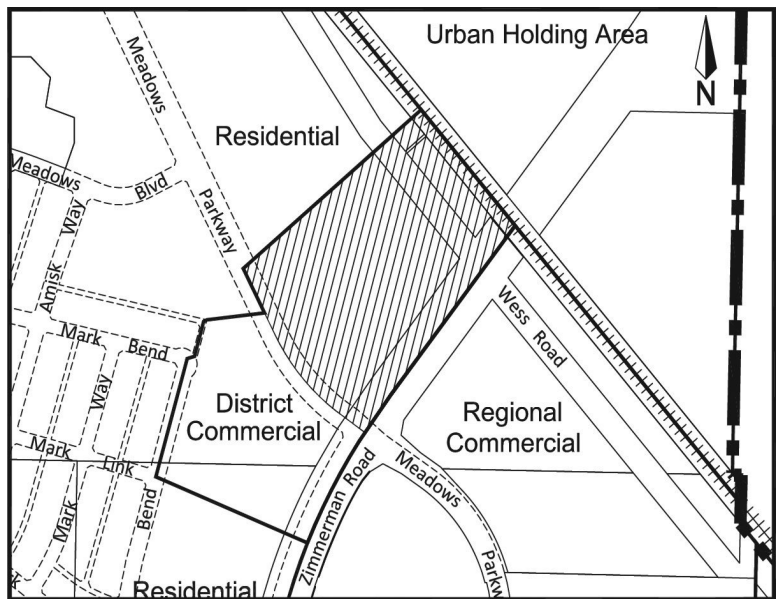 Urban Holding Area
N
Meadows
Residential
Meadows
Blvd
Parkway
Way
Amisk
Mark
Bend
Wess
Road
Way
District
Commercial
Regional
Commercial
Mark
Link
Mark
Bend
Zimmerman Road
Meadows
Residential